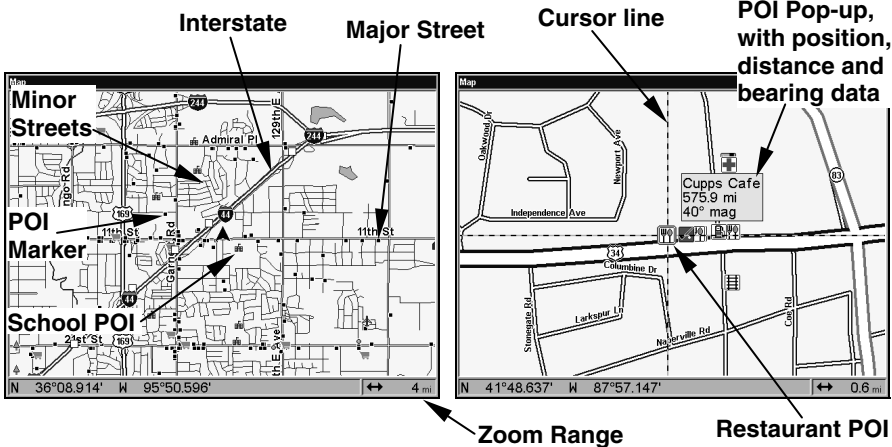 Interstate
Major Street
Cursor line
POI Pop-up,
with position,
distance and
bearing data
Map
Minor
Streets
244
129th E
Admiral Pl
244
169
44
POI
Marker
11th St
11th St
44
School POI
21st St
169
th E Ave
N 36°08.914' W 95°50.596'
4 mi
Map
Oakwood Dr
Newport Ave
Independence Ave
Cupps Cafe
575.9 mi
40° mag
83
34
Columbine Dr
Larkspur Ln
Stonegate Rd
Naperville Rd
Coe Rd
N 41°48.637' W 87°57.147'
0.6 mi
Zoom Range
Restaurant POI